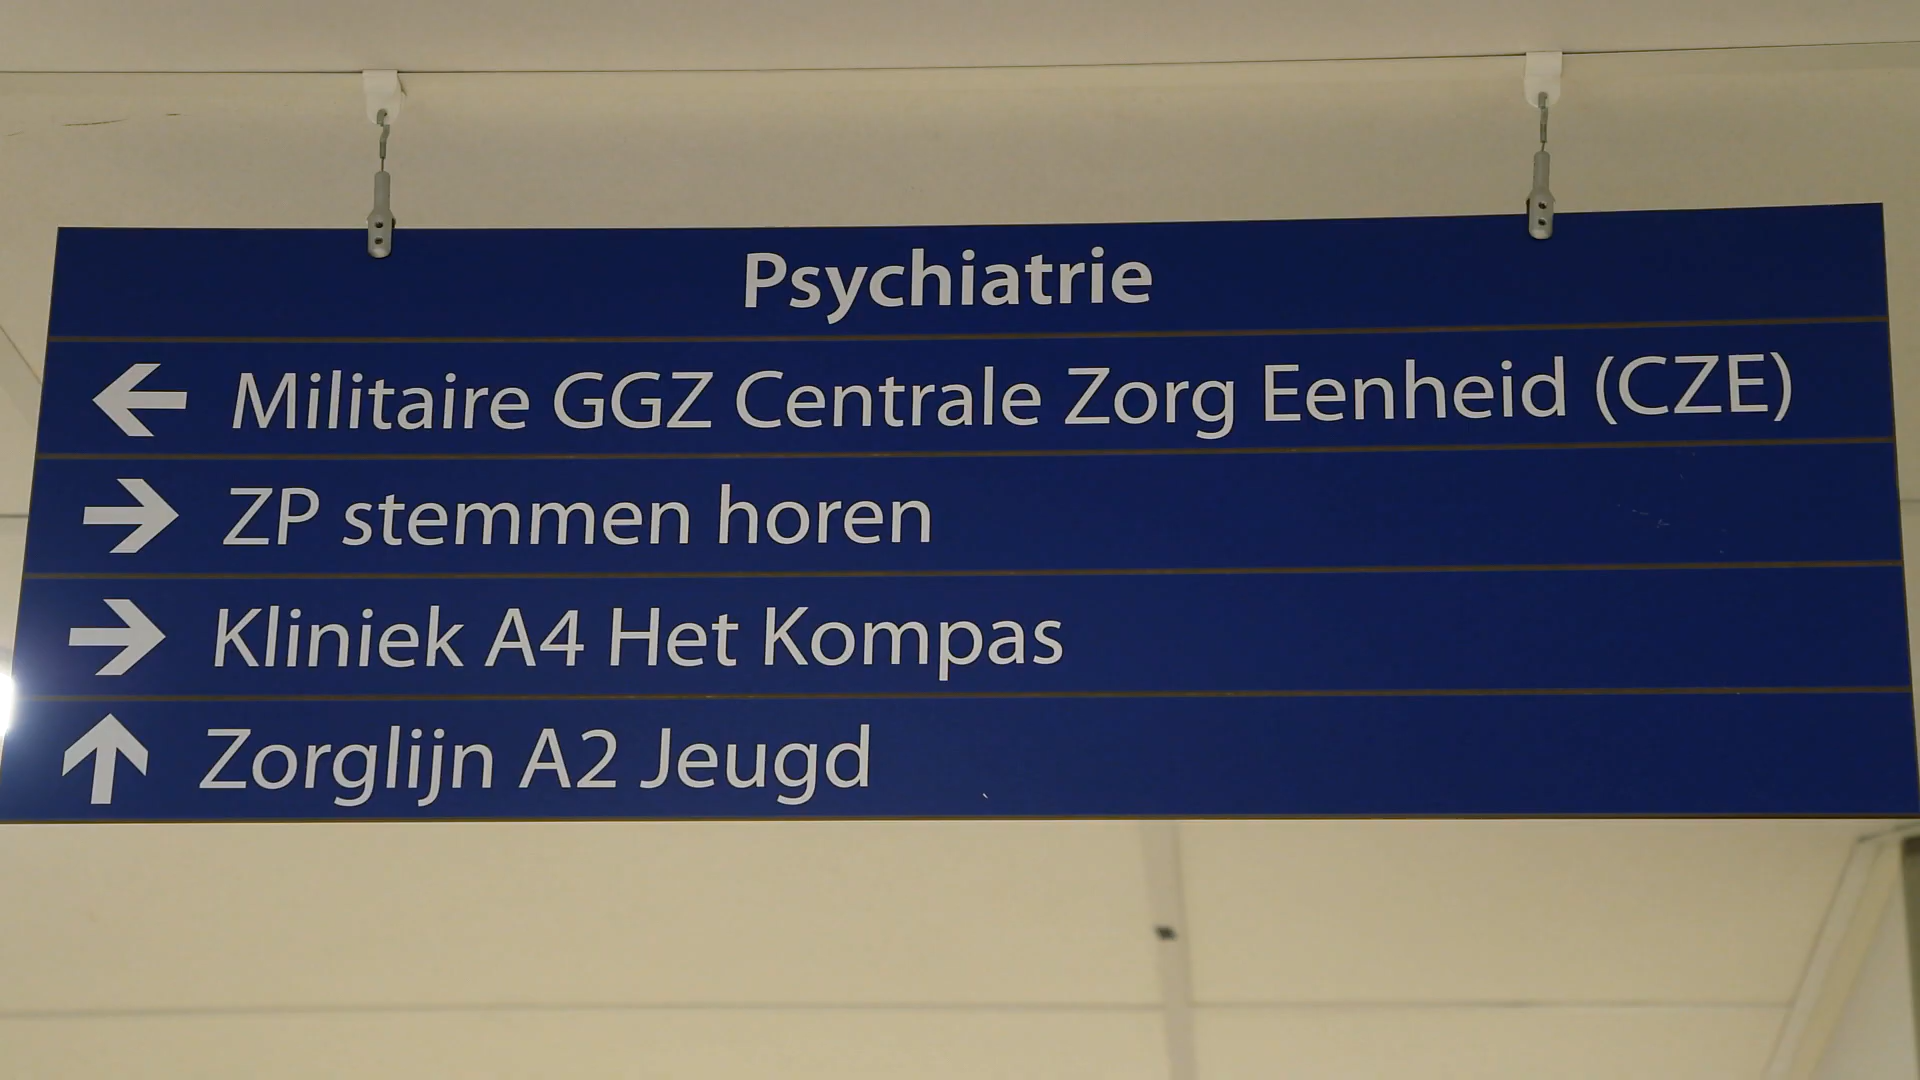 Psychiatrie
Militaire GGZ Centrale Zorg Eenheid (CZE)
ZP stemmen horen
Kliniek A4 Het Kompas
Zorglijn A2 Jeugd